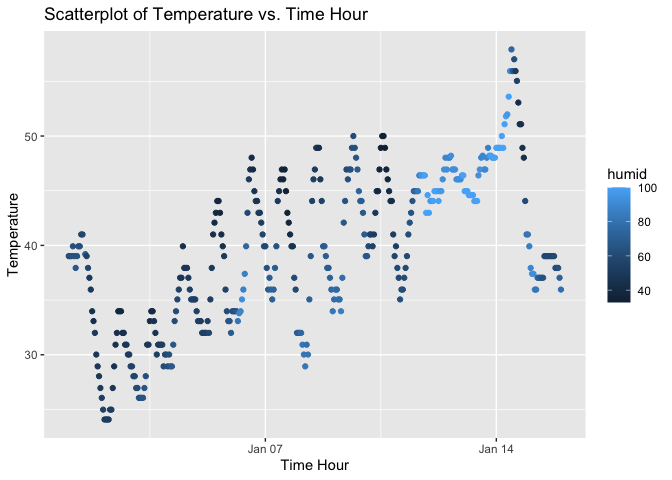 Scatterplot of Temperature vs. Time Hour
50
40
30
Temperature
Jan 07
Jan 14
Time Hour
humid
100
80
60
40